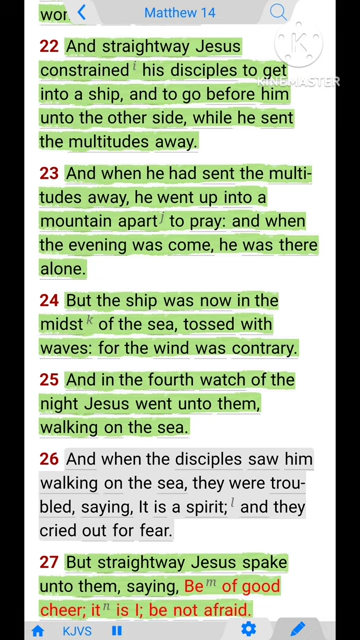 Matthew 14
wor
22 And straightway Jesus
constrained i his disciples to get
into a ship, and to go before him
unto the other side, while he sent
the multitudes away.
KINEMASTER
23 And when he had sent the multi-
tudes away, he went up into a
mountain apart j to pray: and when
the evening was come, he was there
alone.
24 But the ship was now in the
midst k of the sea, tossed with
waves: for the wind was contrary.
25 And in the fourth watch of the
night Jesus went unto them,
walking on the sea.
26 And when the disciples saw him
walking on the sea, they were trou-
bled, saying, It is a spirit; l and they
cried out for fear.
27 But straightway Jesus spake
unto them, saying, Be m of good
cheer; it n is I; be not afraid.
KJVS